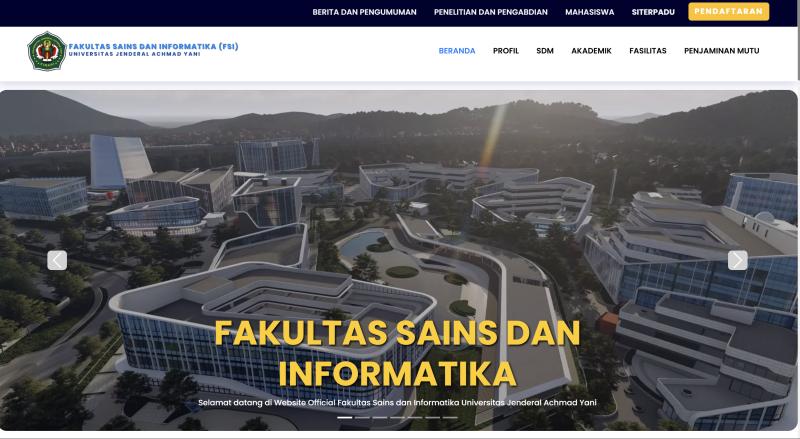 BERITA DAN PENGUMUMAN PENELITIAN DAN PENGABDIAN MAHASISWA SITERPADU PENDAFTARAN
FAKULTAS SAINS DAN INFORMATIKA (FSI)
UNIVERSITAS JENDERAL ACHMAD YANI
BERANDA PROFIL SDM AKADEMIK FASILITAS PENJAMINAN MUTU
FAKULTAS SAINS DAN
INFORMATIKA
Selamat datang di Website Official Fakultas Sains dan Informatika Universitas Jenderal Achmad Yani